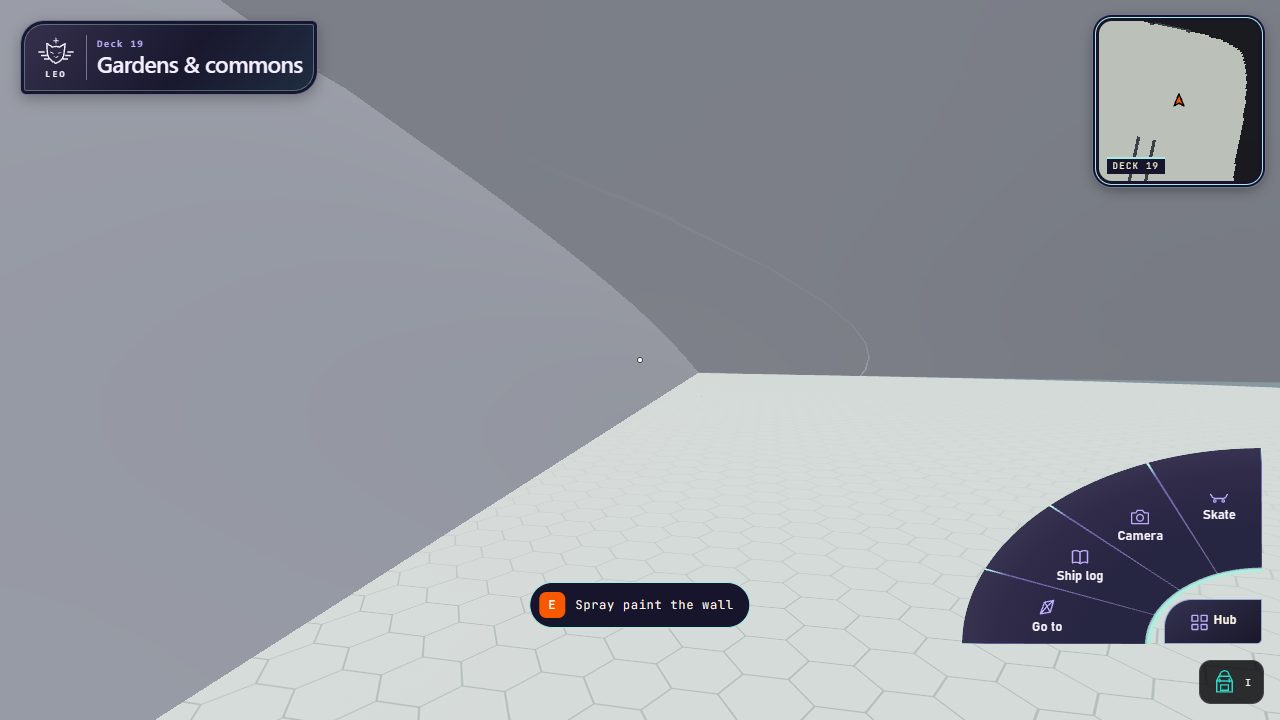 Deck 19
Gardens & commons
LEO
DECK 19
Skate
Camera
Ship log
Go to
Hub
E Spray paint the wall
I